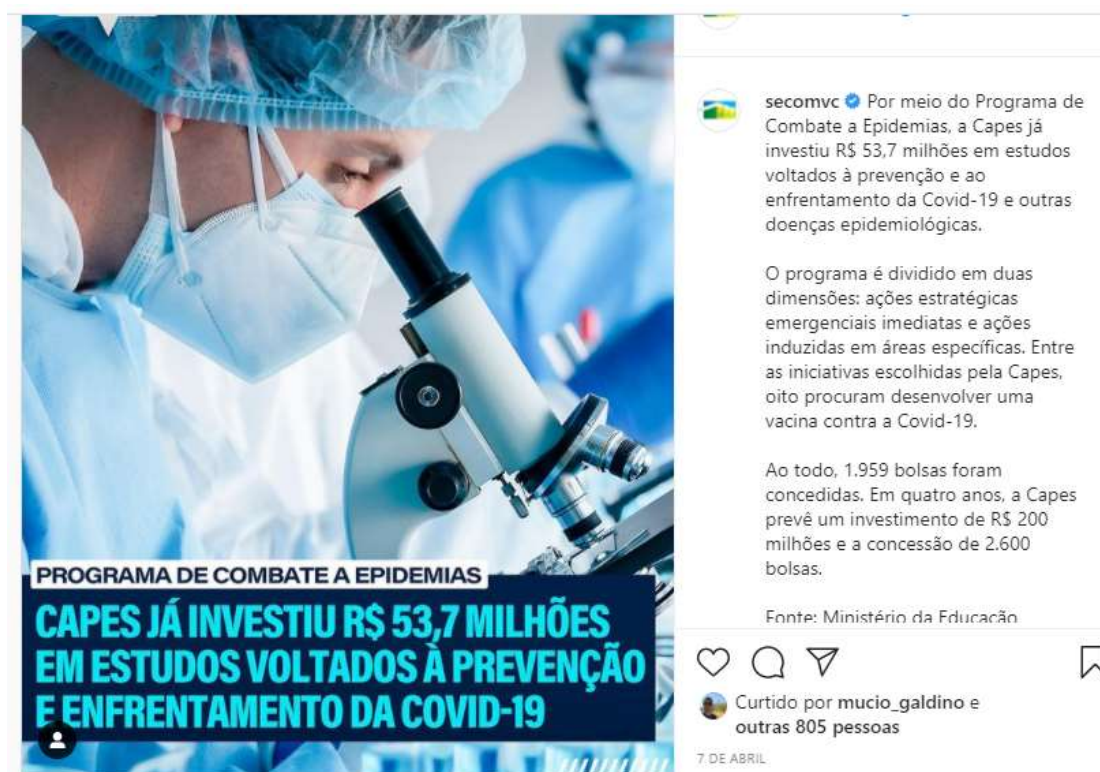 PROGRAMA DE COMBATE A EPIDEMIAS
CAPES JÁ INVESTIU R$ 53,7 MILHÕES
EM ESTUDOS VOLTADOS À PREVENÇÃO
E ENFRENTAMENTO DA COVID-19
secomvc Por meio do Programa de
Combate a Epidemias, a Capes já
investiu R$ 53,7 milhões em estudos
voltados à prevenção e ao
enfrentamento da Covid-19 e outras
doenças epidemiológicas.
O programa é dividido em duas
dimensões: ações estratégicas
emergenciais imediatas e ações
induzidas em áreas específicas. Entre
as iniciativas escolhidas pela Capes,
oito procuram desenvolver uma
vacina contra a Covid-19.
Ao todo, 1.959 bolsas foram
concedidas. Em quatro anos, a Capes
prevê um investimento de R$ 200
milhões e a concessão de 2.600
bolsas.
Fonte: Ministério da Educação
Curtido por mucio_galdino e
outras 805 pessoas
7 DE ABRIL